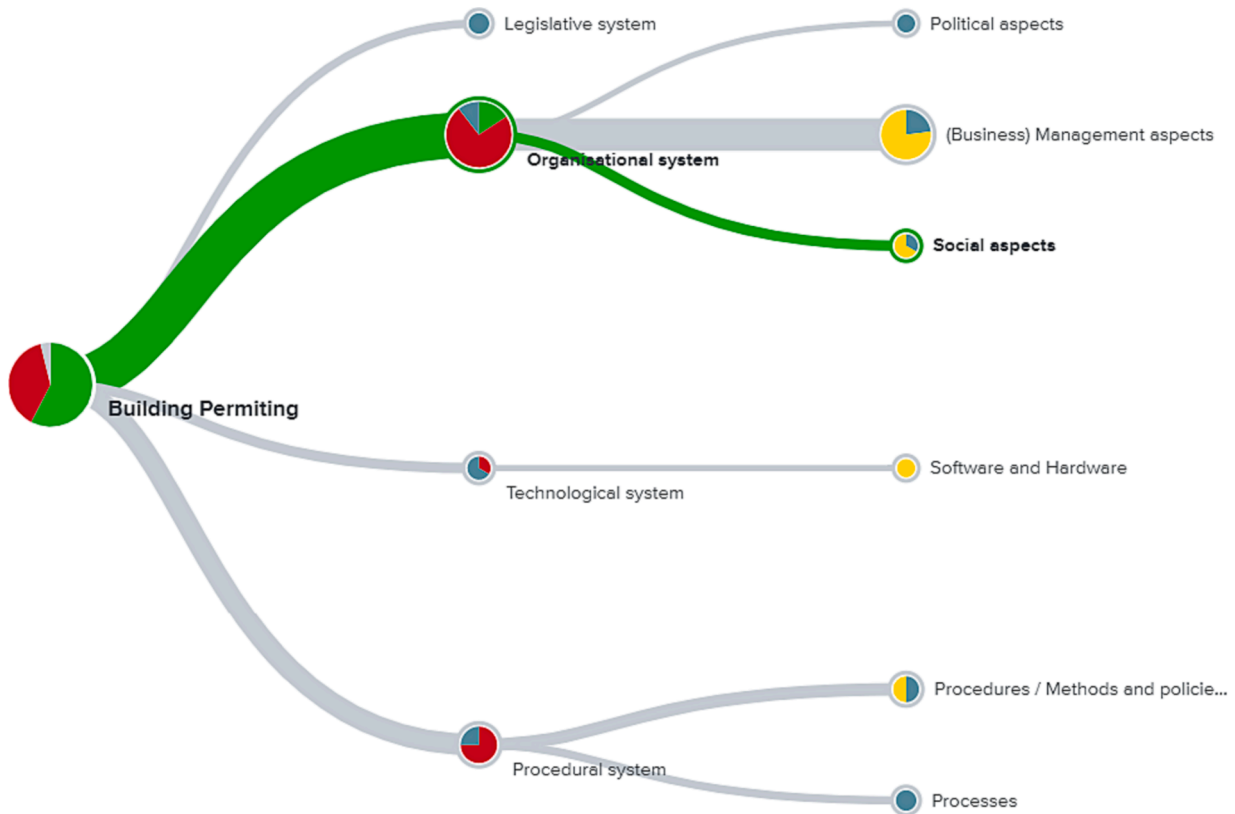 Legislative system
Political aspects
(Business) Management aspects
Organisational system
Social aspects
Building Permiting
Software and Hardware
Technological system
Procedures / Methods and policie...
Procedural system
Processes